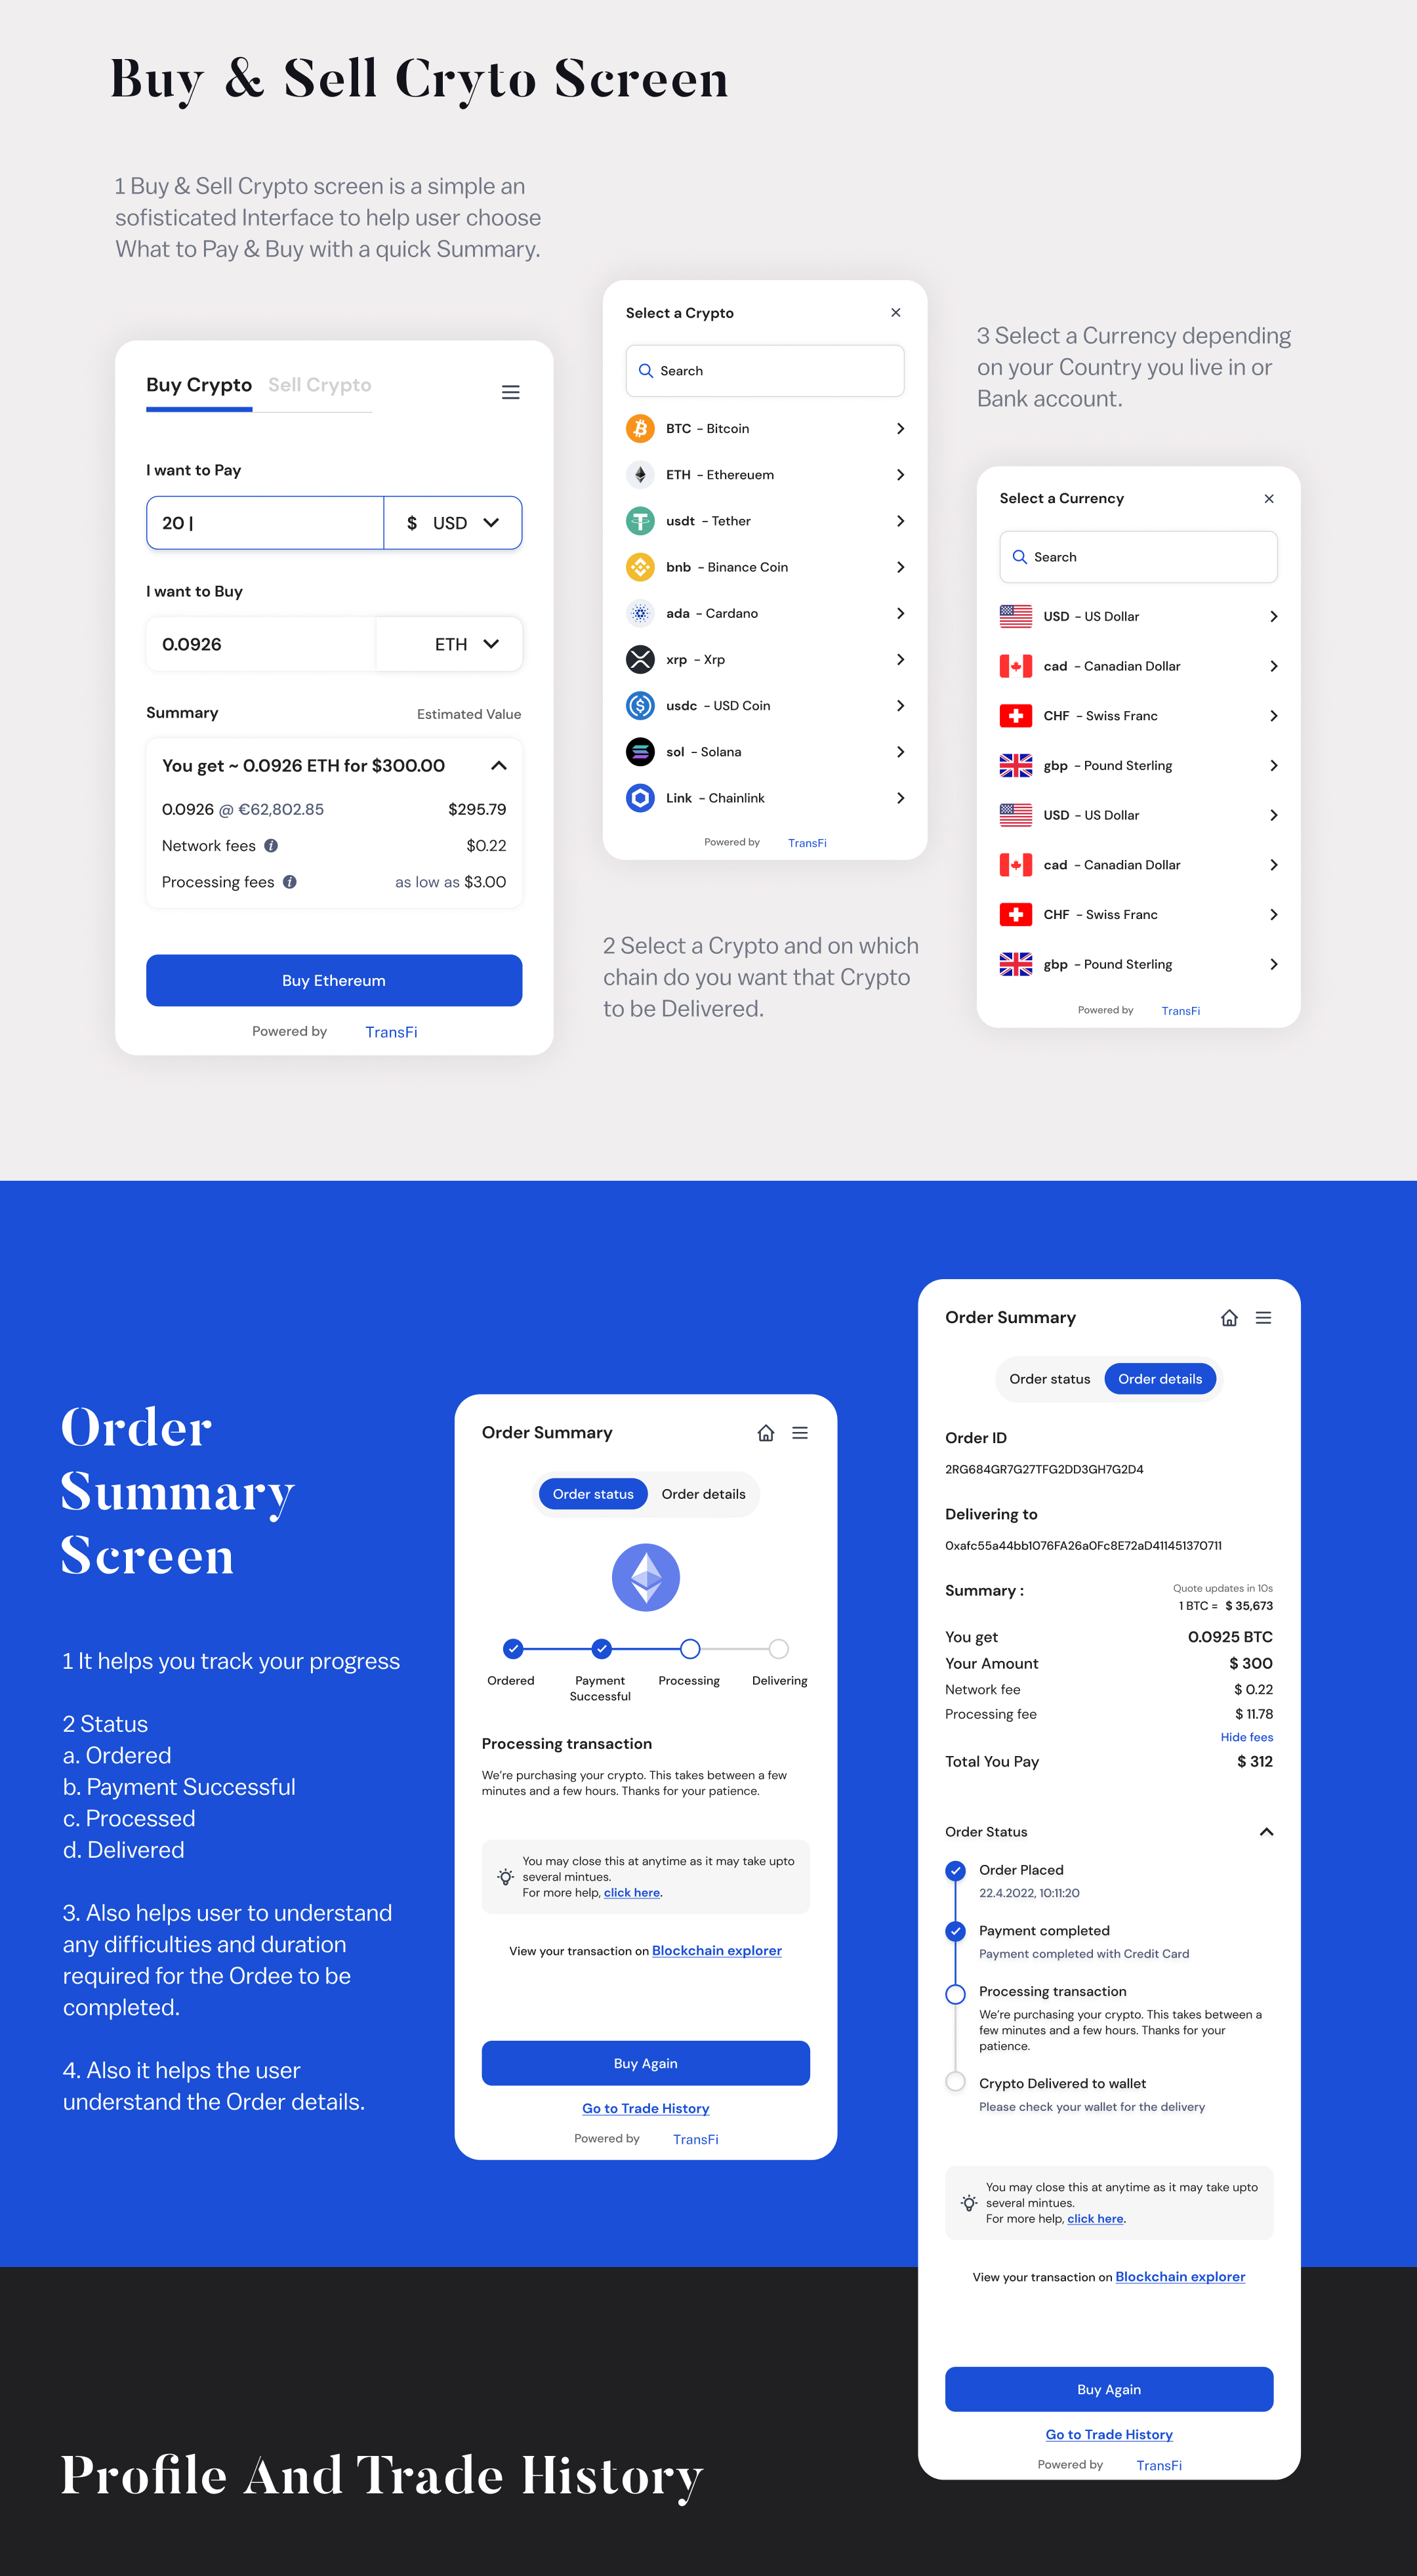 Buy & Sell Cryto Screen
1 Buy & Sell Crypto screen is a simple an
sofisticated Interface to help user choose
What to Pay & Buy with a quick Summary.
Buy Crypto Sell Crypto
I want to Pay
20 | $ USD
I want to Buy
0.0926 ETH
Summary Estimated Value
You get ~ 0.0926 ETH for $300.00
0.0926 @ €62,802.85 $295.79
Network fees i $0.22
Processing fees i as low as $3.00
Buy Ethereum
Powered by TransFi
Select a Crypto
Search
BTC - Bitcoin
ETH - Ethereuem
usdt - Tether
bnb - Binance Coin
ada - Cardano
xrp - Xrp
usdc - USD Coin
sol - Solana
Link - Chainlink
Powered by TransFi
2 Select a Crypto and on which
chain do you want that Crypto
to be Delivered.
3 Select a Currency depending
on your Country you live in or
Bank account.
Select a Currency
Search
USD - US Dollar
cad - Canadian Dollar
CHF - Swiss Franc
gbp - Pound Sterling
USD - US Dollar
cad - Canadian Dollar
CHF - Swiss Franc
gbp - Pound Sterling
Powered by TransFi
Order
Summary
Screen
1 It helps you track your progress
2 Status
a. Ordered
b. Payment Successful
c. Processed
d. Delivered
3. Also helps user to understand
any difficulties and duration
required for the Ordee to be
completed.
4. Also it helps the user
understand the Order details.
Order Summary
Order status Order details
Ordered Payment Processing Delivering
Successful
Processing transaction
We're purchasing your crypto. This takes between a few
minutes and a few hours. Thanks for your patience.
You may close this at anytime as it may take upto
several mintues.
For more help, click here.
View your transaction on Blockchain explorer
Buy Again
Go to Trade History
Powered by TransFi
Order Summary
Order status Order details
Order ID
2RG684GR7G27TFG2DD3GH7G2D4
Delivering to
0xafc55a44bb1076FA26a0Fc8E72aD411451370711
Summary : Quote updates in 10s
1 BTC = $ 35,673
You get 0.0925 BTC
Your Amount $ 300
Network fee $ 0.22
Processing fee $ 11.78
Hide fees
Total You Pay $ 312
Order Status
Order Placed
22.4.2022, 10:11:20
Payment completed
Payment completed with Credit Card
Processing transaction
We're purchasing your crypto. This takes between a
few minutes and a few hours. Thanks for your
patience.
Crypto Delivered to wallet
Please check your wallet for the delivery
You may close this at anytime as it may take upto
several mintues.
For more help, click here.
View your transaction on Blockchain explorer
Buy Again
Go to Trade History
Powered by TransFi
Profile And Trade History